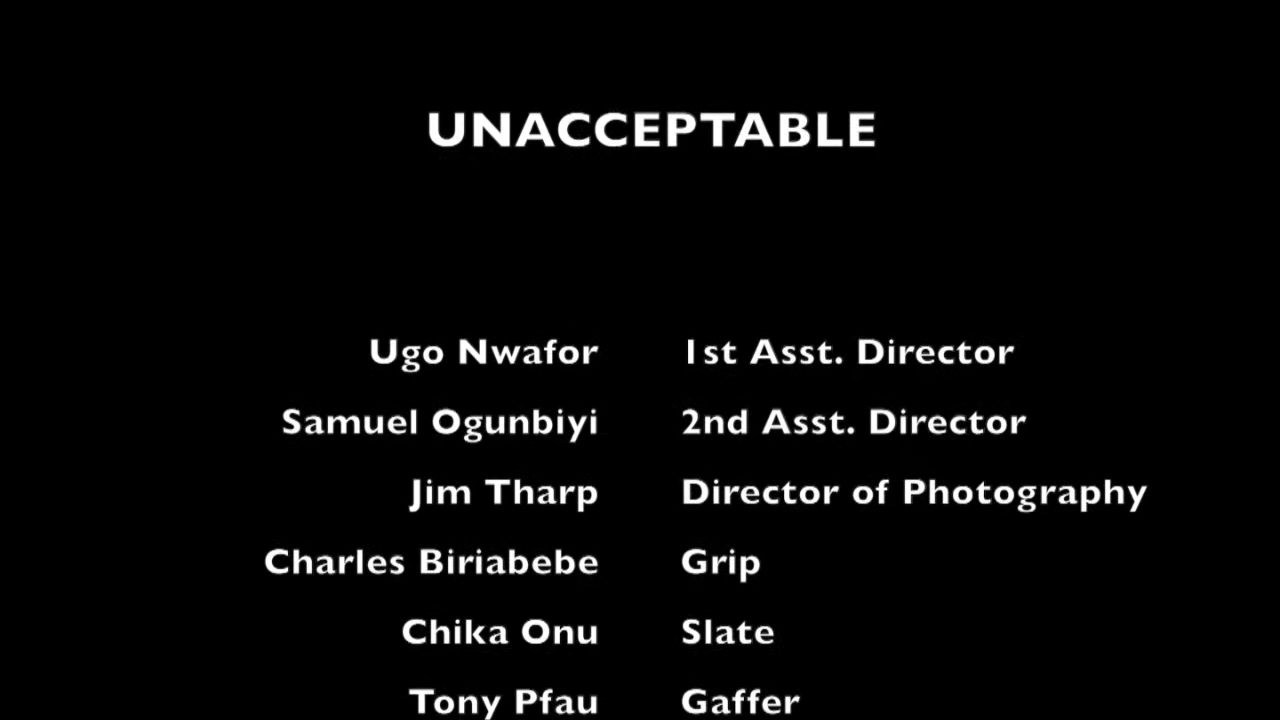 UNACCEPTABLE
Ugo Nwafor 1st Asst. Director
Samuel Ogunbiyi 2nd Asst. Director
Jim Tharp Director of Photography
Charles Biriabebe Grip
Chika Onu Slate
Tony Pfau Gaffer